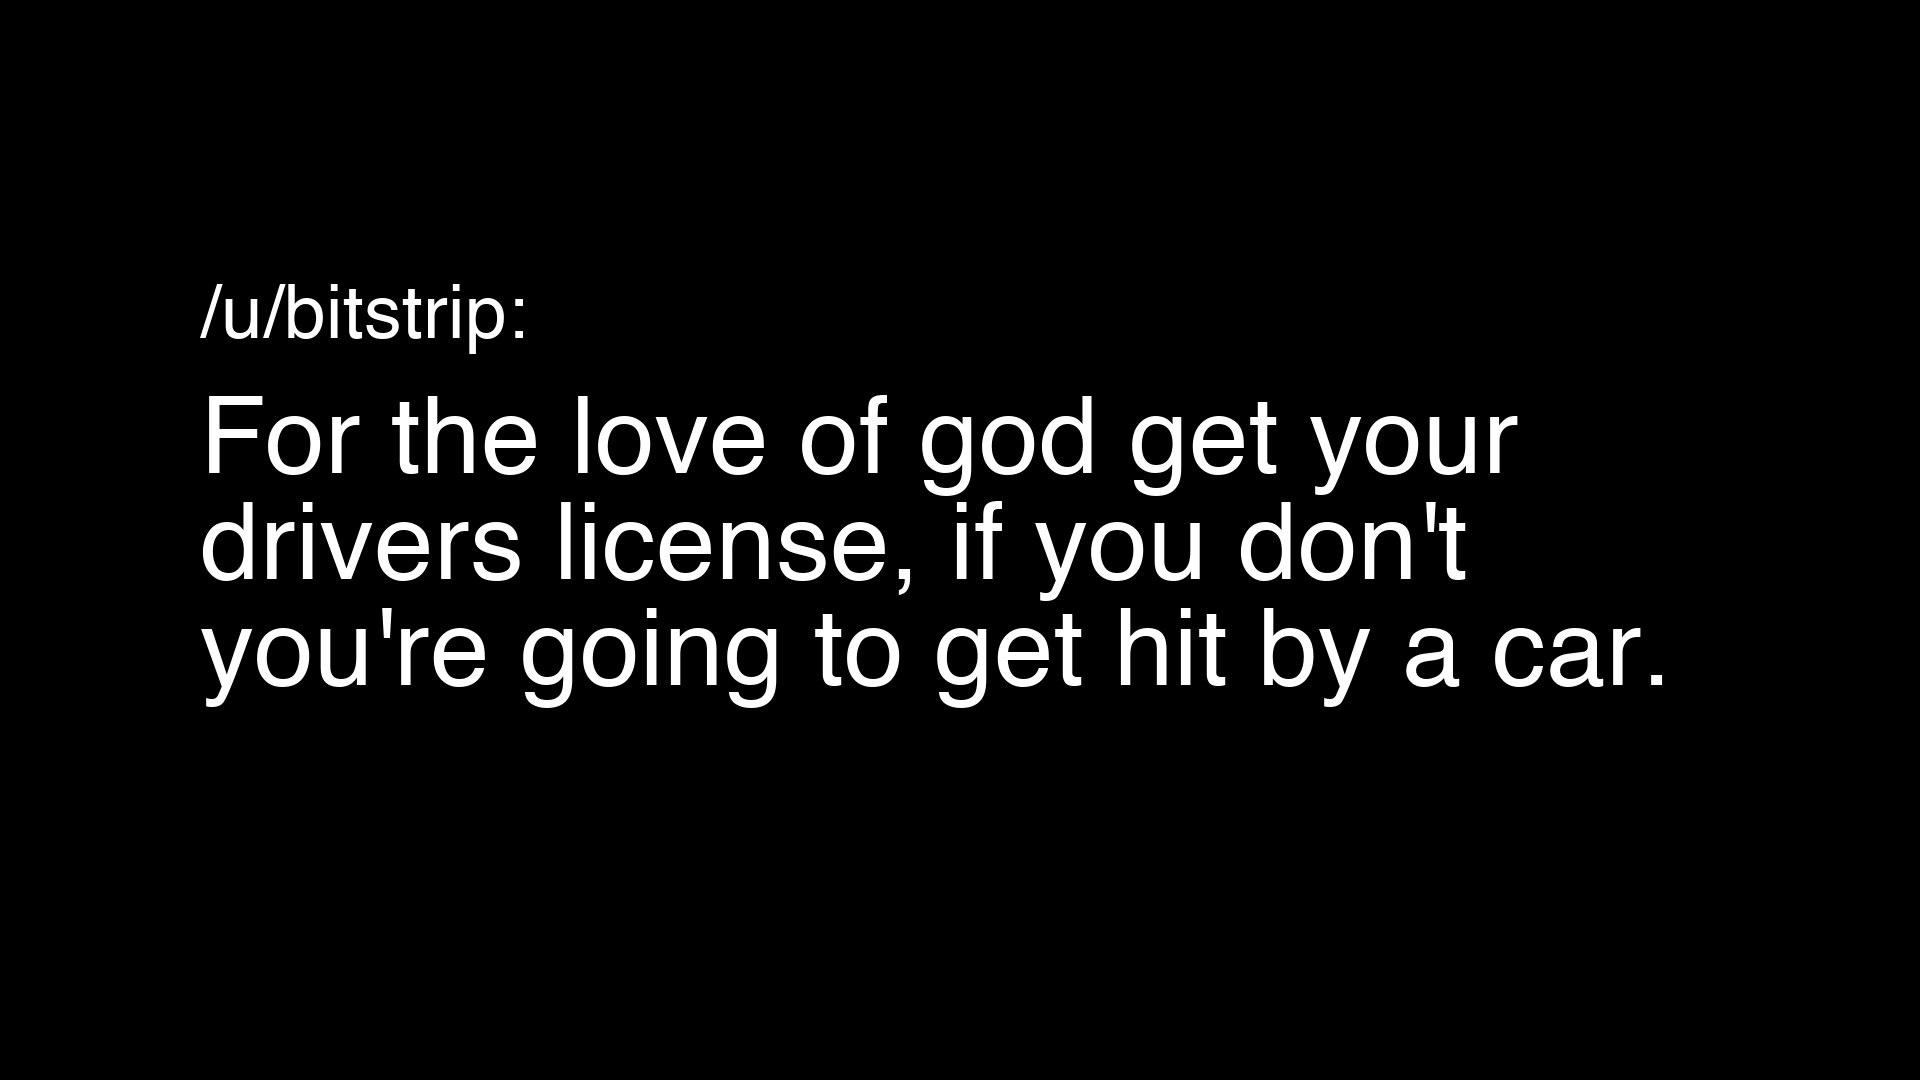 /u/bitstrip:
For the love of god get your
drivers license, if you don't
you're going to get hit by a car.